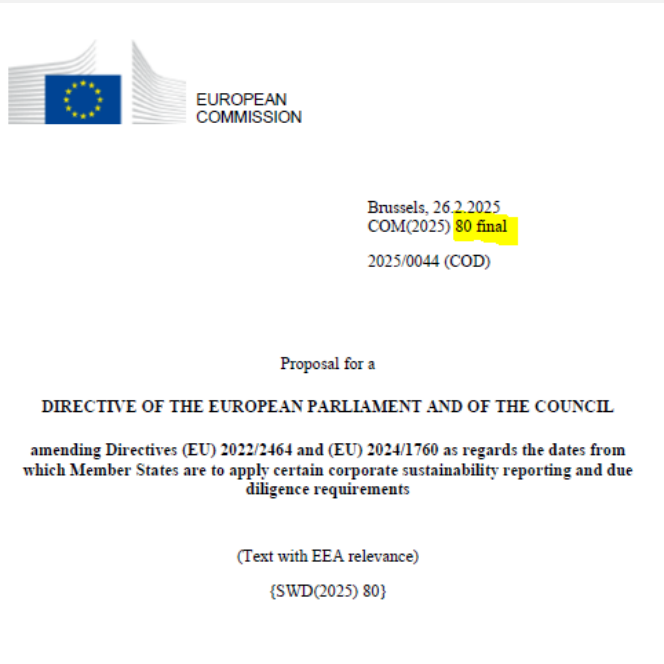 EUROPEAN
COMMISSION
Brussels, 26.2.2025
COM(2025) 80 final
2025/0044 (COD)
Proposal for a
DIRECTIVE OF THE EUROPEAN PARLIAMENT AND OF THE COUNCIL
amending Directives (EU) 2022/2464 and (EU) 2024/1760 as regards the dates from
which Member States are to apply certain corporate sustainability reporting and due
diligence requirements
(Text with EEA relevance)
{SWD(2025) 80}